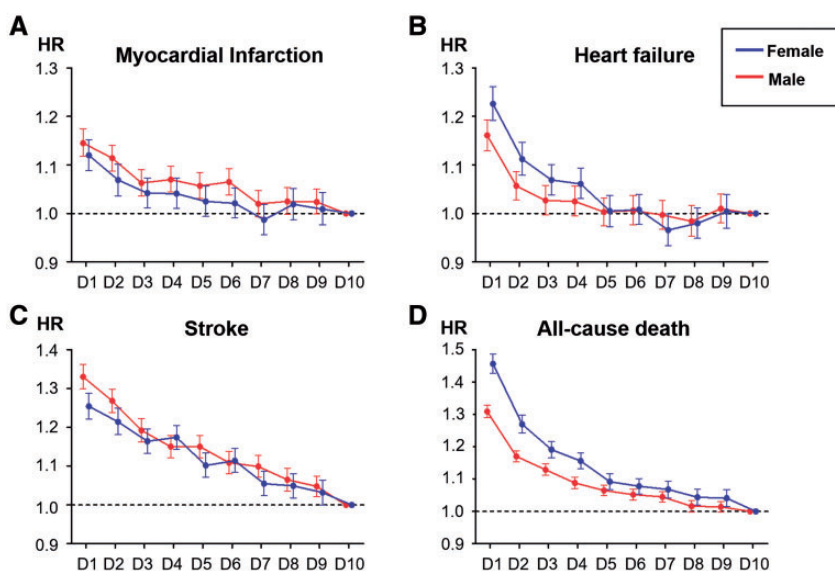 A
HR
Myocardial Infarction
1.3
1.2
1.1
1.0
0.9
D1 D2 D3 D4 D5 D6 D7 D8 D9 D10
B
HR
Heart failure
1.3
1.2
1.1
1.0
0.9
D1 D2 D3 D4 D5 D6 D7 D8 D9 D10
Female
Male
C
HR
Stroke
1.4
1.3
1.2
1.1
1.0
0.9
D1 D2 D3 D4 D5 D6 D7 D8 D9 D10
D
HR
All-cause death
1.5
1.4
1.3
1.2
1.1
1.0
0.9
D1 D2 D3 D4 D5 D6 D7 D8 D9 D10